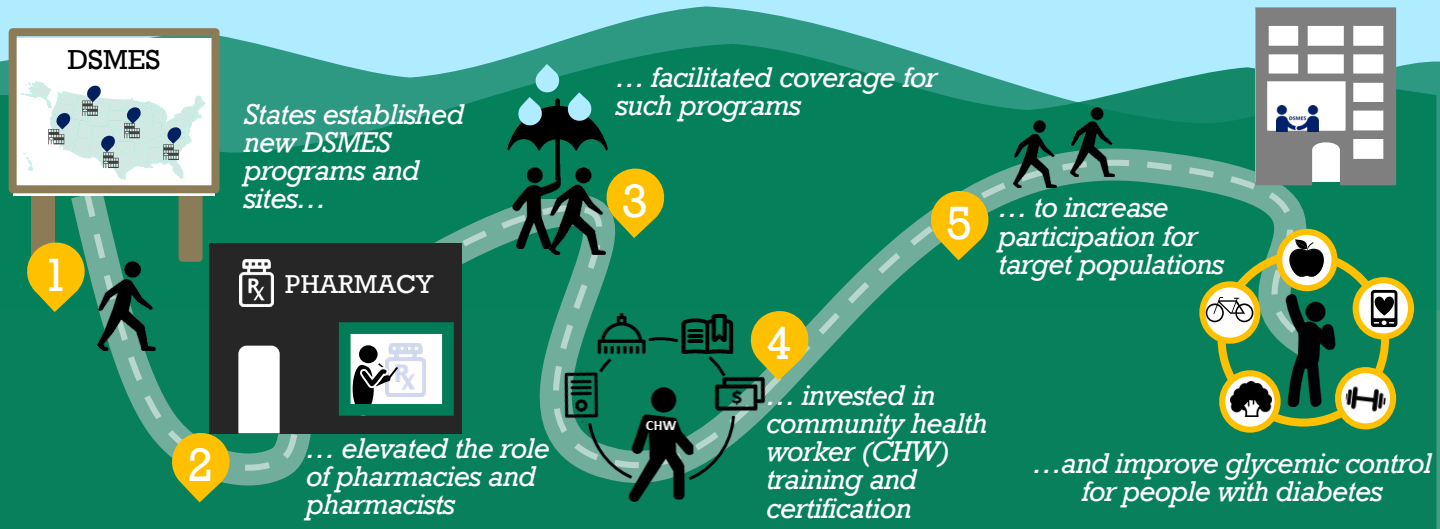 DSMES
1
States established
new DSMES
programs and
sites…
2
Rx PHARMACY
Rx
… elevated the role
of pharmacies and
pharmacists
3
… facilitated coverage for
such programs
4
$
CHW
… invested in
community health
worker (CHW)
training and
certification
5
… to increase
participation for
target populations
DSMES
…and improve glycemic control
for people with diabetes